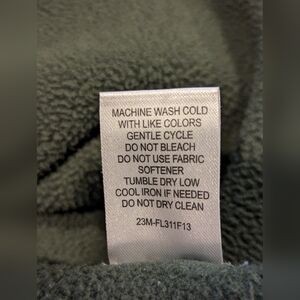 MACHINE WASH COLD
WITH LIKE COLORS
GENTLE CYCLE
DO NOT BLEACH
DO NOT USE FABRIC
SOFTENER
TUMBLE DRY LOW
COOL IRON IF NEEDED
DO NOT DRY CLEAN
23M-FL311F13